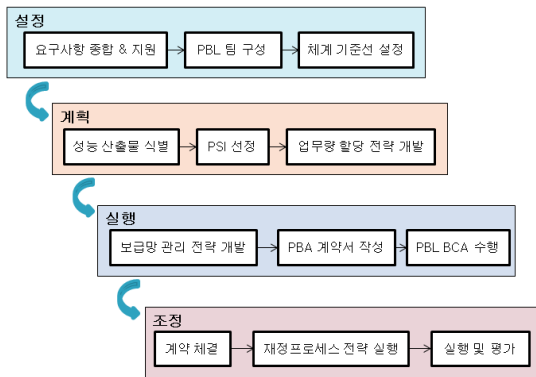 설정
요구사항 종합 & 지원
PBL 팀 구성
체계 기준선 설정
계획
성능 산출물 식별
PSI 선정
업무량 할당 전략 개발
실행
보급망 관리 전략 개발
PBA 계약서 작성
PBL BCA 수행
조정
계약 체결
재정프로세스 전략 실행
실행 및 평가